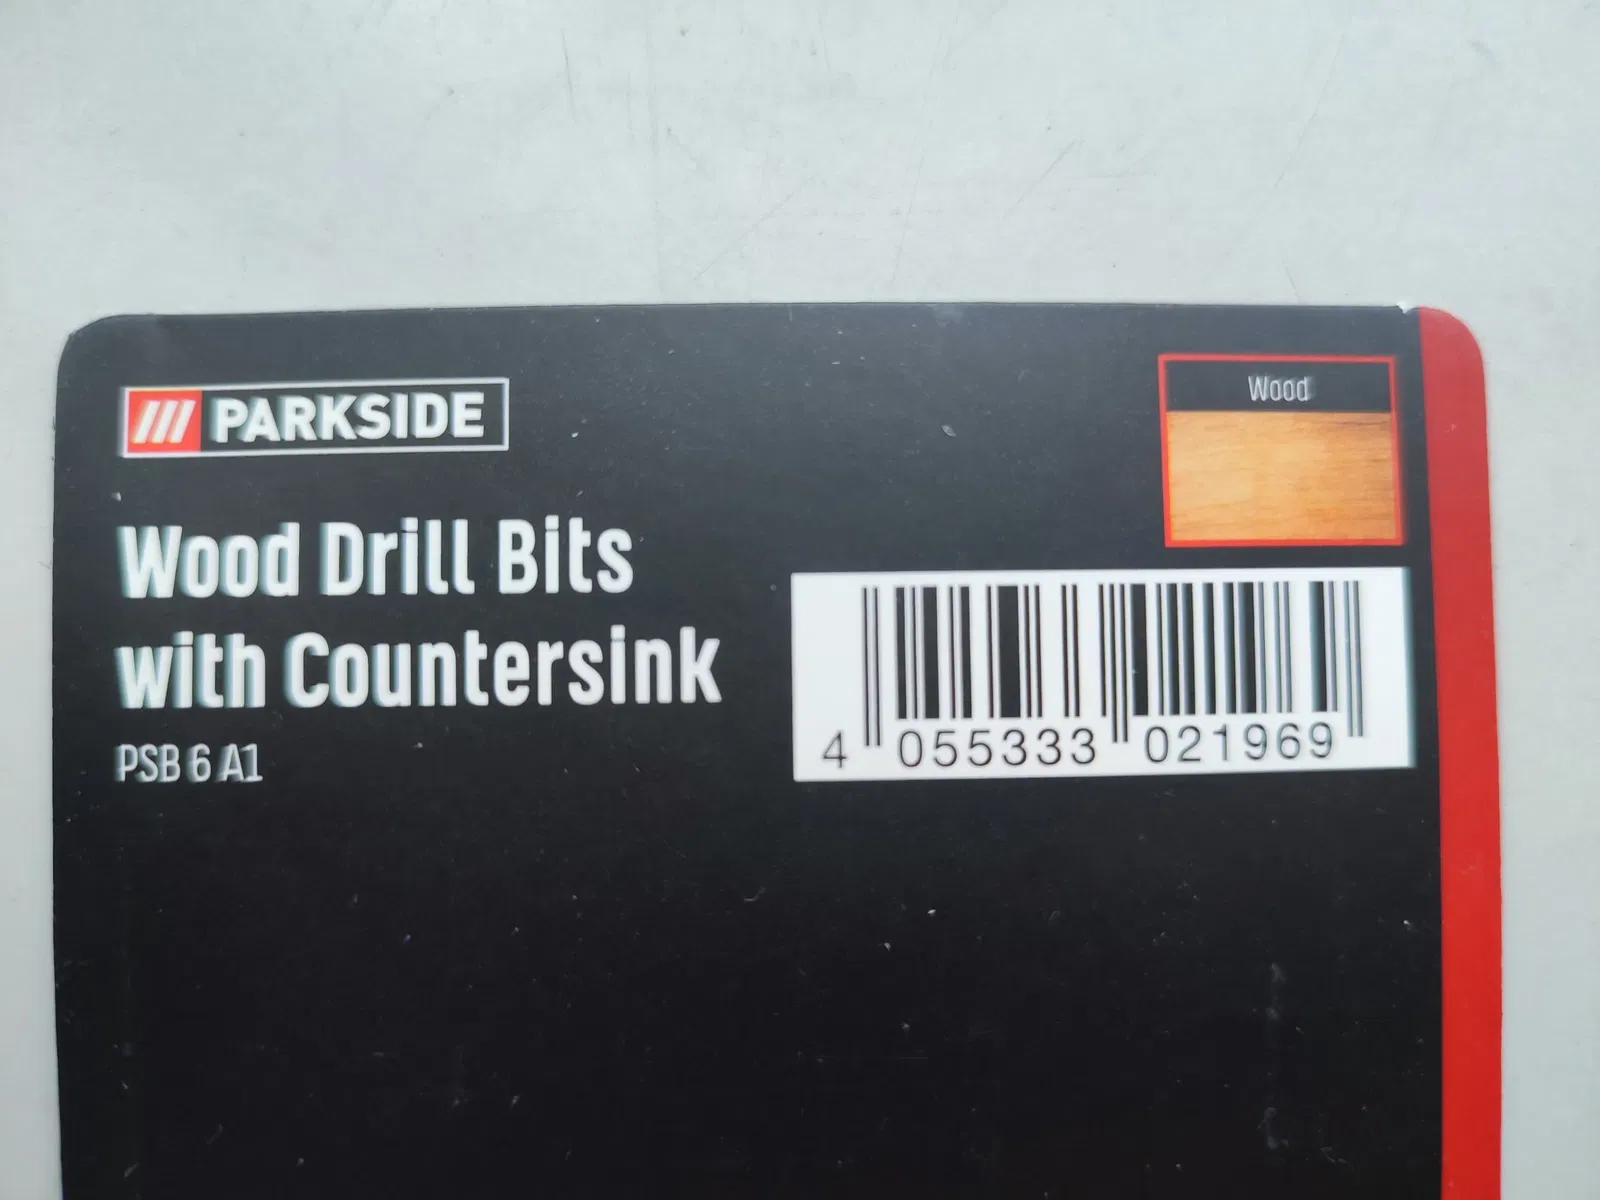 PARKSIDE
Wood
Wood Drill Bits
with Countersink
PSB 6 A1
4 055333 021969